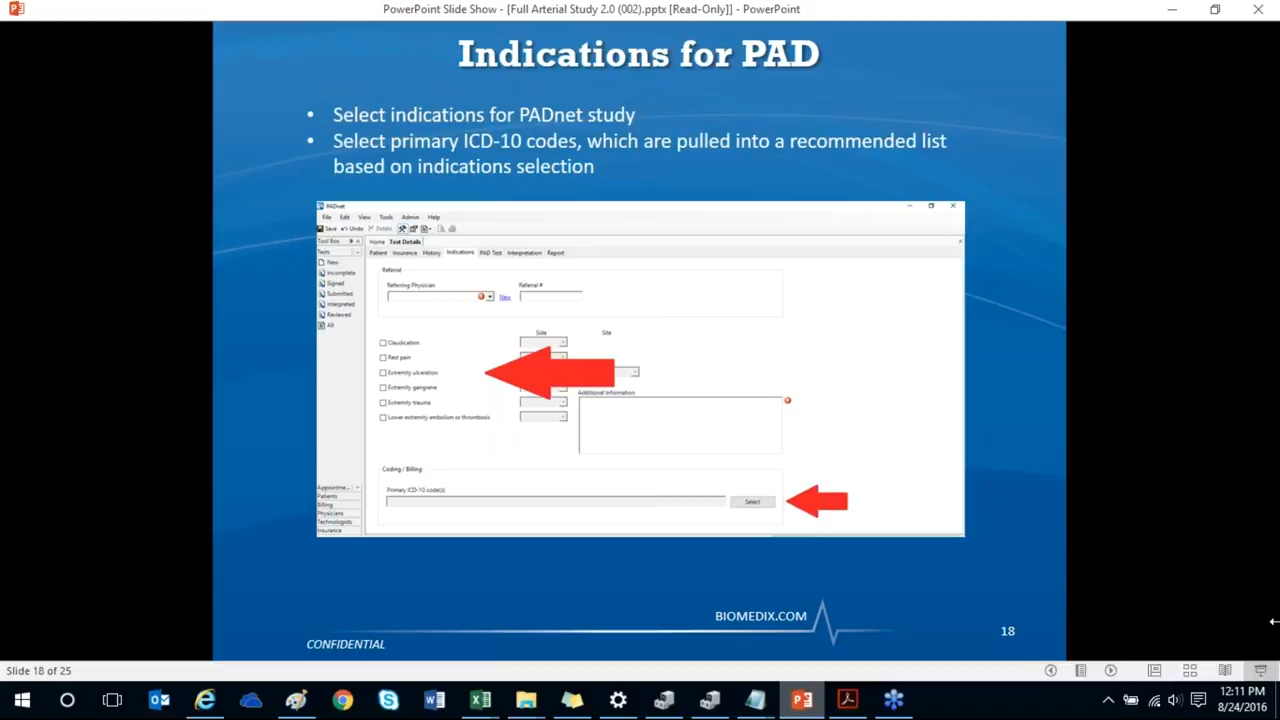 PowerPoint Slide Show - [Full Arterial Study 2.0 (002).pptx [Read-Only]] - PowerPoint
Indications for PAD
• Select indications for PADnet study
• Select primary ICD-10 codes, which are pulled into a recommended list
based on indications selection
PADnet
File Edit View Tools Admin Help
Save Undo Delete
Tool Box
Home Test Details
Tests
Patient Insurance History Indications PAD Test Interpretation Report
New
Incomplete
Signed
Submitted
Interpreted
Reviewed
All
Referral
Referring Physician Referral #
New
Side Site
Claudication
Rest pain
Extremity ulceration
Extremity gangrene
Extremity trauma
Lower extremity embolism or thrombosis
Additional Information
Coding / Billing
Primary ICD-10 code(s)
Select
Appointme...
Patients
Billing
Physicians
Technologists
Insurance
BIOMEDIX.COM
CONFIDENTIAL
18
Slide 18 of 25
12:11 PM
8/24/2016